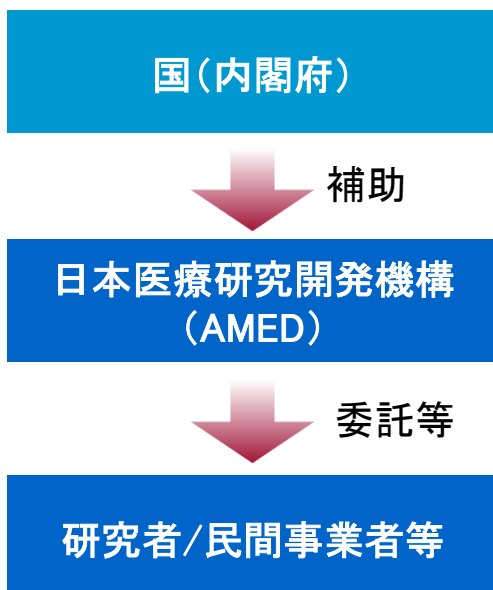 国（内閣府）
補助
日本医療研究開発機構
（AMED）
委託等
研究者/民間事業者等